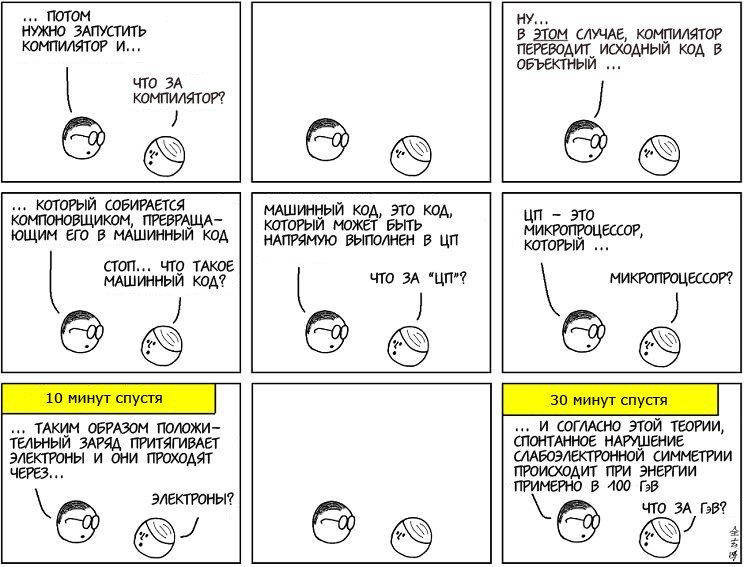 ... ПОТОМ
НУЖНО ЗАПУСТИТЬ
КОМПИЛЯТОР И...
ЧТО ЗА
КОМПИЛЯТОР?
НУ...
В ЭТОМ СЛУЧАЕ, КОМПИЛЯТОР
ПЕРЕВОДИТ ИСХОДНЫЙ КОД В
ОБЪЕКТНЫЙ ...
... КОТОРЫЙ СОБИРАЕТСЯ
КОМПОНОВЩИКОМ, ПРЕВРАЩА-
ЮЩИМ ЕГО В МАШИННЫЙ КОД
СТОП... ЧТО ТАКОЕ
МАШИННЫЙ КОД?
МАШИННЫЙ КОД, ЭТО КОД,
КОТОРЫЙ МОЖЕТ БЫТЬ
НАПРЯМУЮ ВЫПОЛНЕН В ЦП
ЧТО ЗА "ЦП"?
ЦП - ЭТО
МИКРОПРОЦЕССОР,
КОТОРЫЙ ...
МИКРОПРОЦЕССОР?
10 минут спустя
... ТАКИМ ОБРАЗОМ ПОЛОЖИ-
ТЕЛЬНЫЙ ЗАРЯД ПРИТЯГИВАЕТ
ЭЛЕКТРОНЫ И ОНИ ПРОХОДЯТ
ЧЕРЕЗ...
ЭЛЕКТРОНЫ?
30 минут спустя
... И СОГЛАСНО ЭТОЙ ТЕОРИИ,
СПОНТАННОЕ НАРУШЕНИЕ
СЛАБОЭЛЕКТРОННОЙ СИММЕТРИИ
ПРОИСХОДИТ ПРИ ЭНЕРГИИ
ПРИМЕРНО В 100 ГэВ
ЧТО ЗА ГэВ?